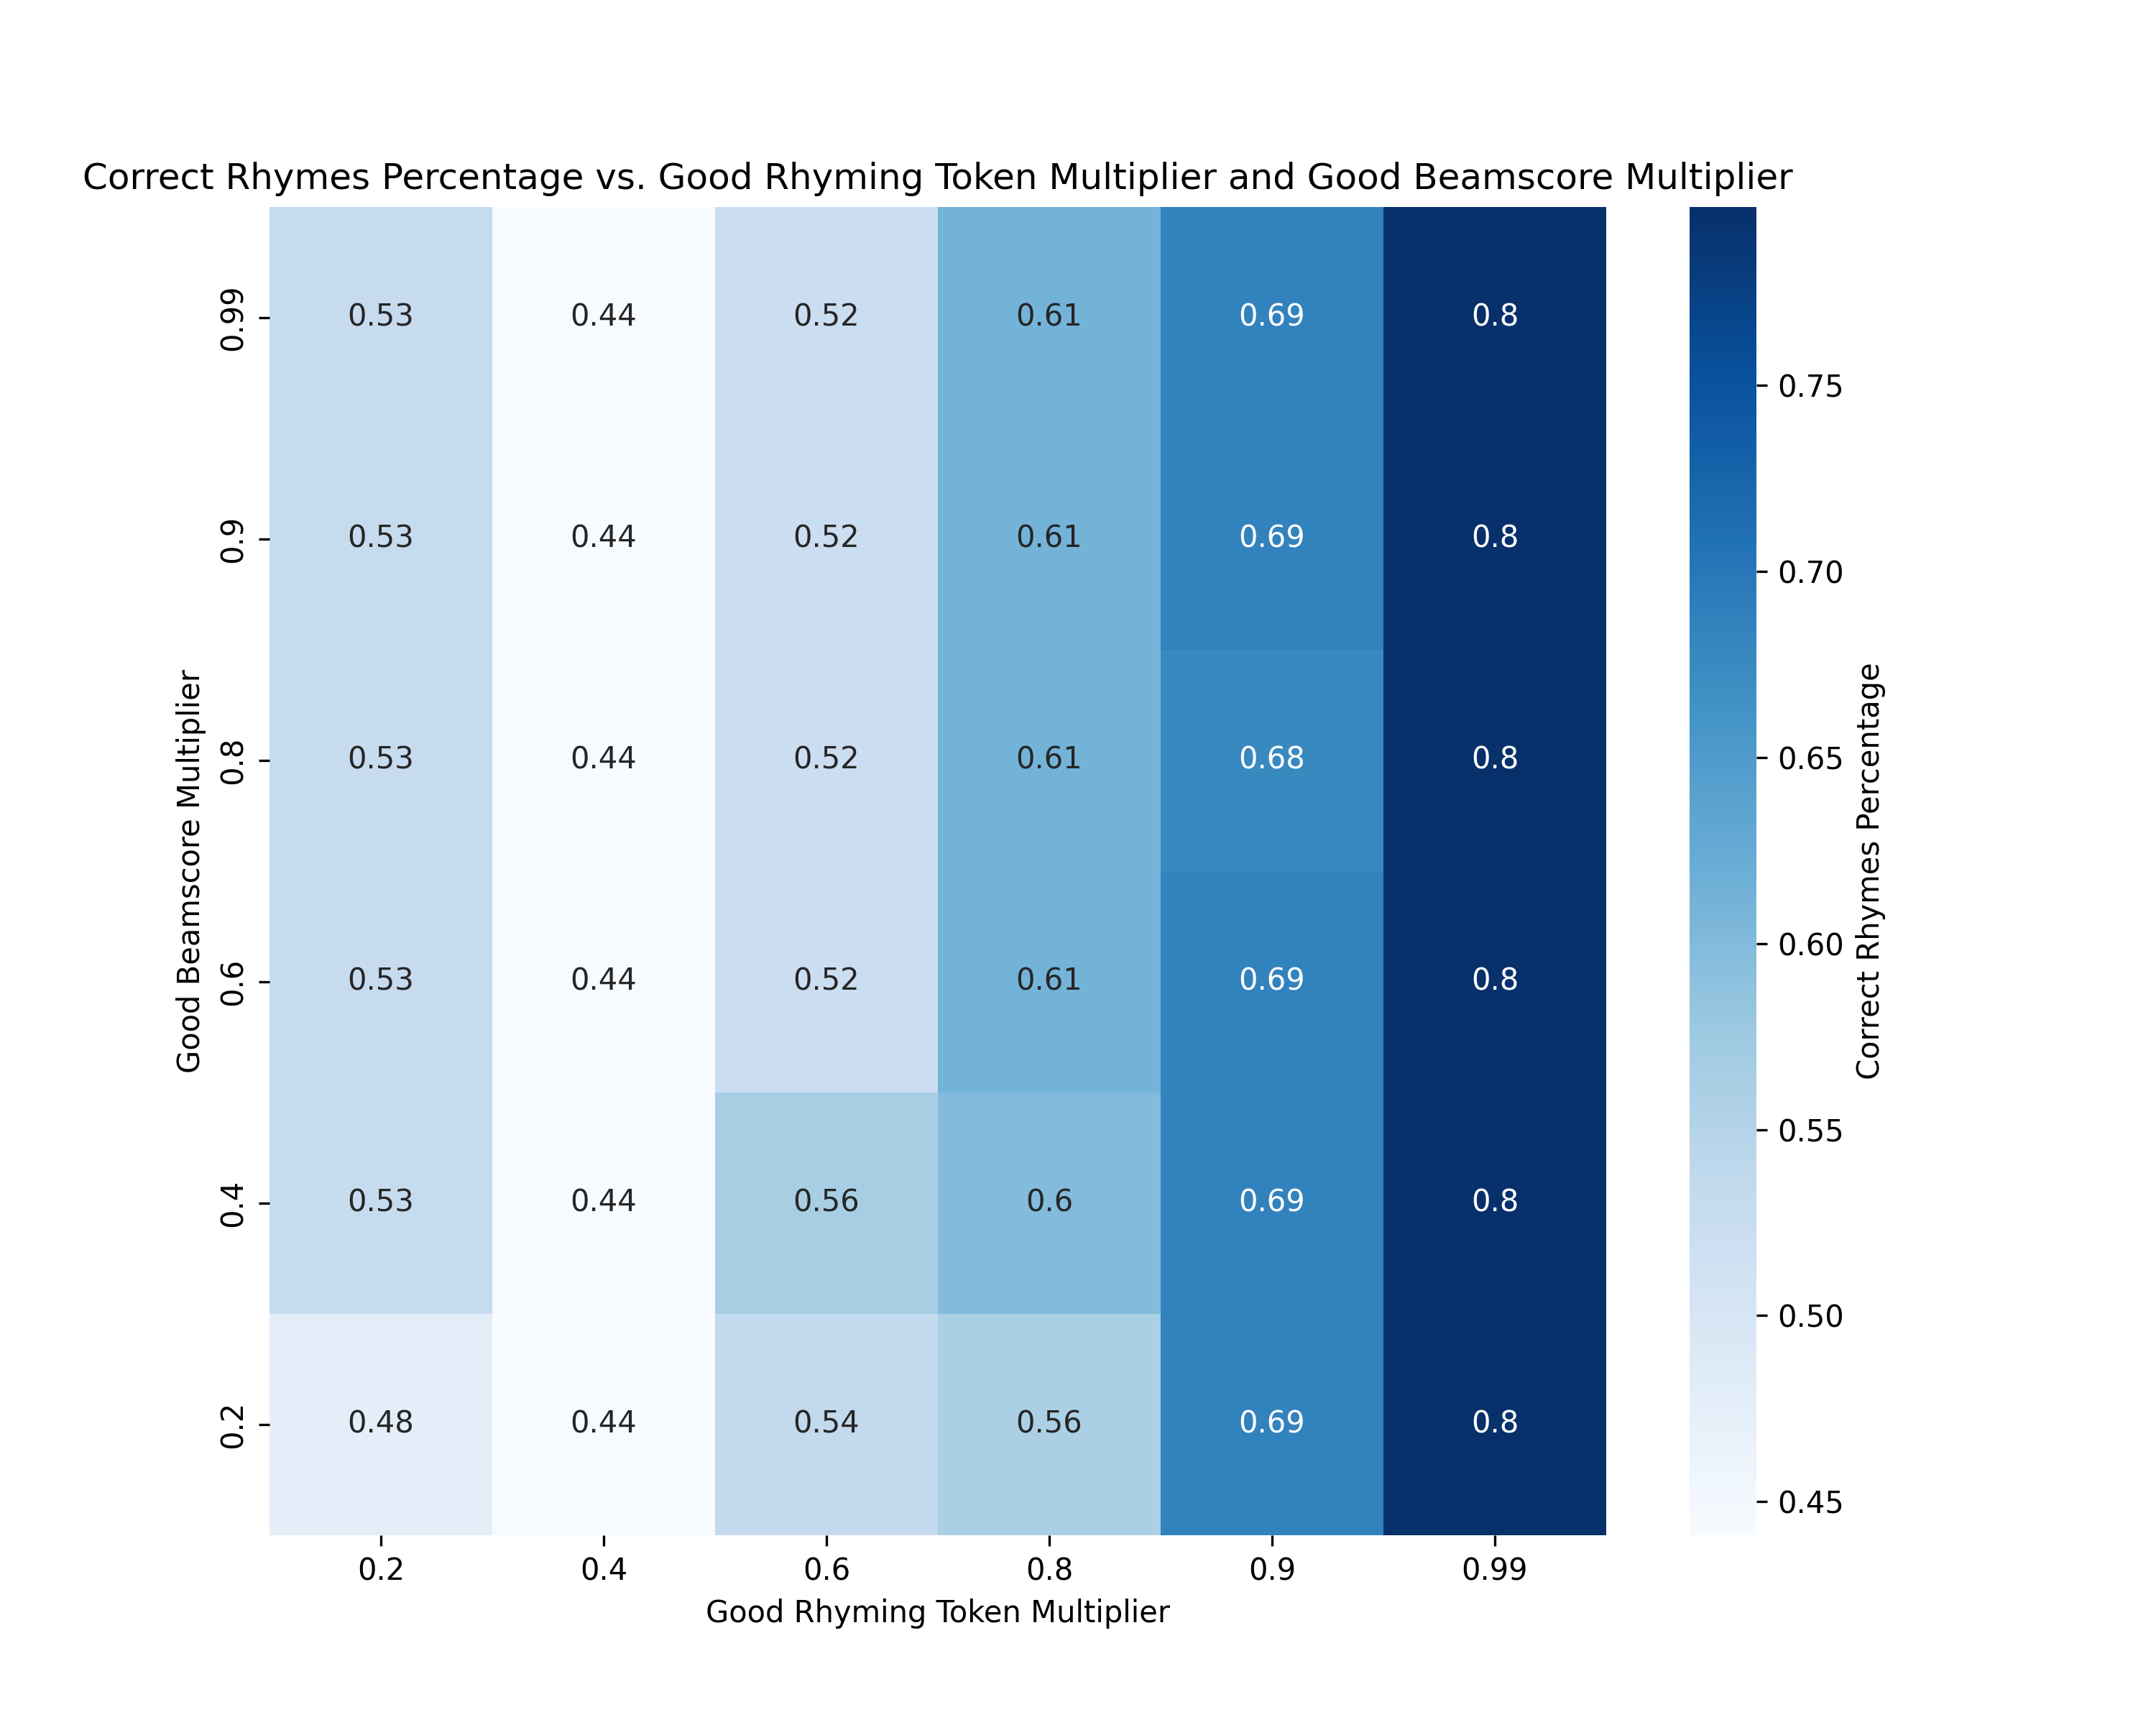 Correct Rhymes Percentage vs. Good Rhyming Token Multiplier and Good Beamscore Multiplier
Good Beamscore Multiplier
0.99 0.53 0.44 0.52 0.61 0.69 0.8
0.9 0.53 0.44 0.52 0.61 0.69 0.8
0.8 0.53 0.44 0.52 0.61 0.68 0.8
0.6 0.53 0.44 0.52 0.61 0.69 0.8
0.4 0.53 0.44 0.56 0.6 0.69 0.8
0.2 0.48 0.44 0.54 0.56 0.69 0.8
0.2 0.4 0.6 0.8 0.9 0.99
Good Rhyming Token Multiplier
0.75
0.70
0.65
0.60
0.55
0.50
0.45
Correct Rhymes Percentage